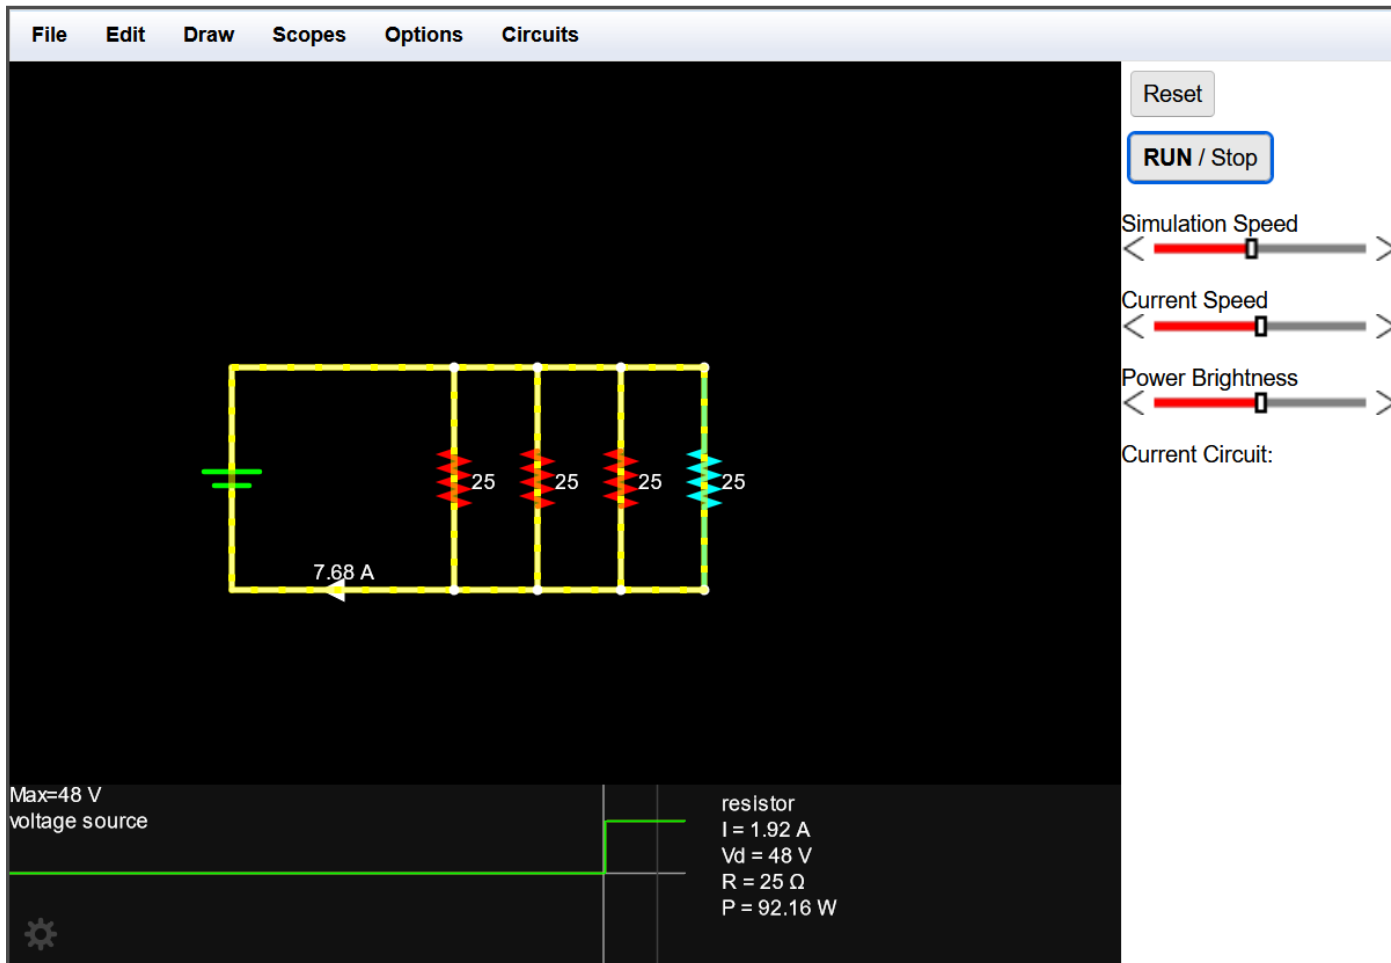 File Edit Draw Scopes Options Circuits
Reset
RUN / Stop
Simulation Speed
Current Speed
Power Brightness
Current Circuit:
25 25 25 25
7.68 A
Max=48 V
voltage source
resistor
I = 1.92 A
Vd = 48 V
R = 25 Ω
P = 92.16 W